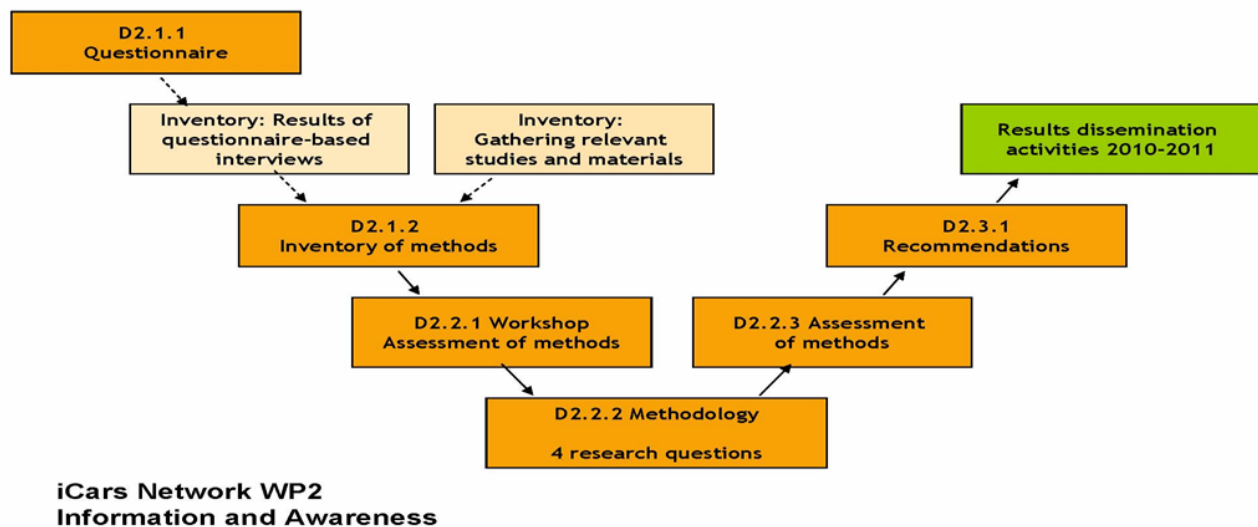 D2.1.1
Questionnaire
Inventory: Results of
questionnaire-based
interviews
Inventory:
Gathering relevant
studies and materials
Results dissemination
activities 2010-2011
D2.1.2
Inventory of methods
D2.3.1
Recommendations
D2.2.1 Workshop
Assessment of methods
D2.2.3 Assessment
of methods
D2.2.2 Methodology
4 research questions
iCars Network WP2
Information and Awareness